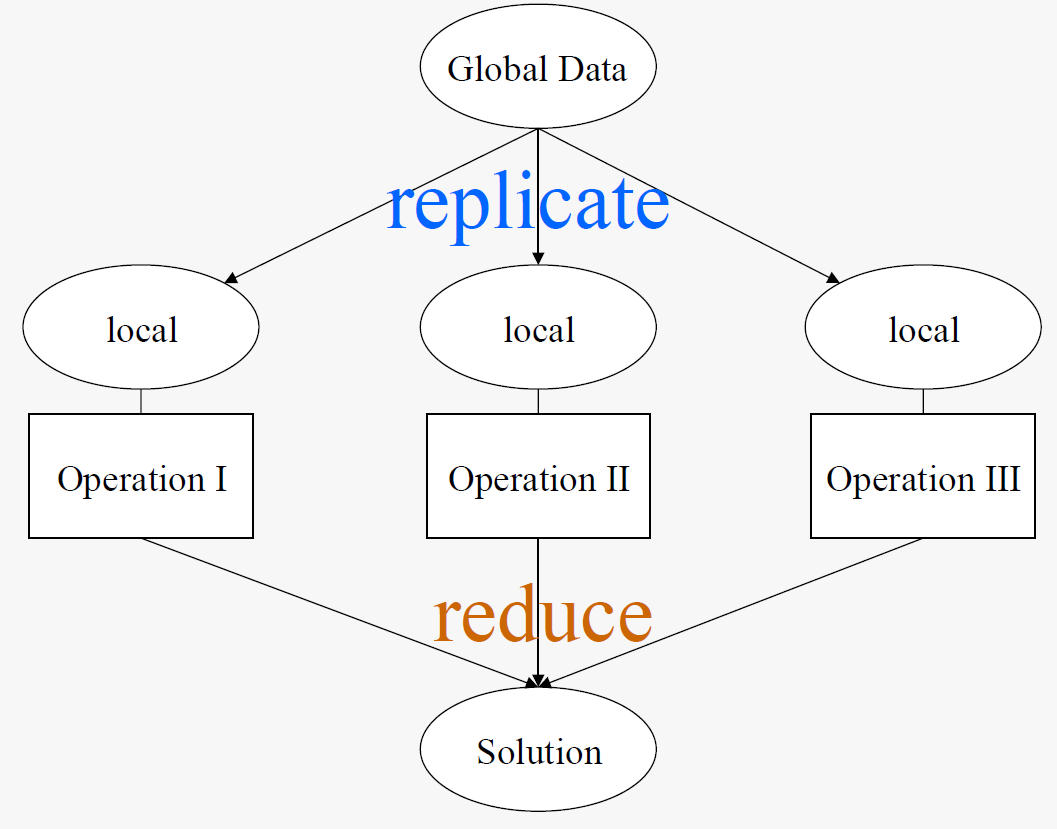 Global Data
replicate
local
local
local
Operation I
Operation II
Operation III
reduce
Solution